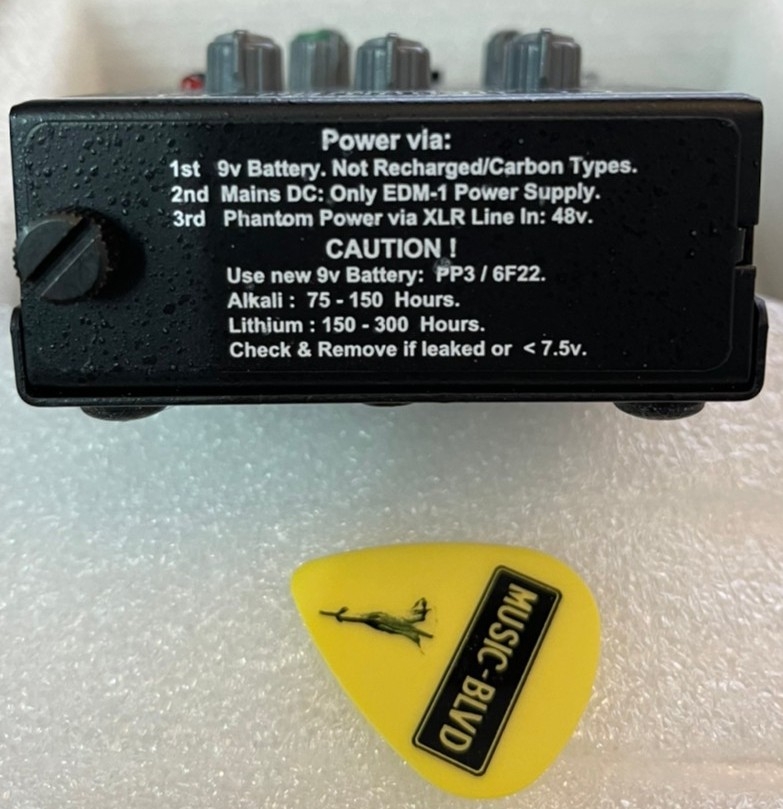 Power via:
1st 9v Battery. Not Recharged/Carbon Types.
2nd Mains DC: Only EDM-1 Power Supply.
3rd Phantom Power via XLR Line In: 48v.
CAUTION !
Use new 9v Battery: PP3 / 6F22.
Alkali : 75 - 150 Hours.
Lithium : 150 - 300 Hours.
Check & Remove if leaked or < 7.5v.
MUSIC-BLVD